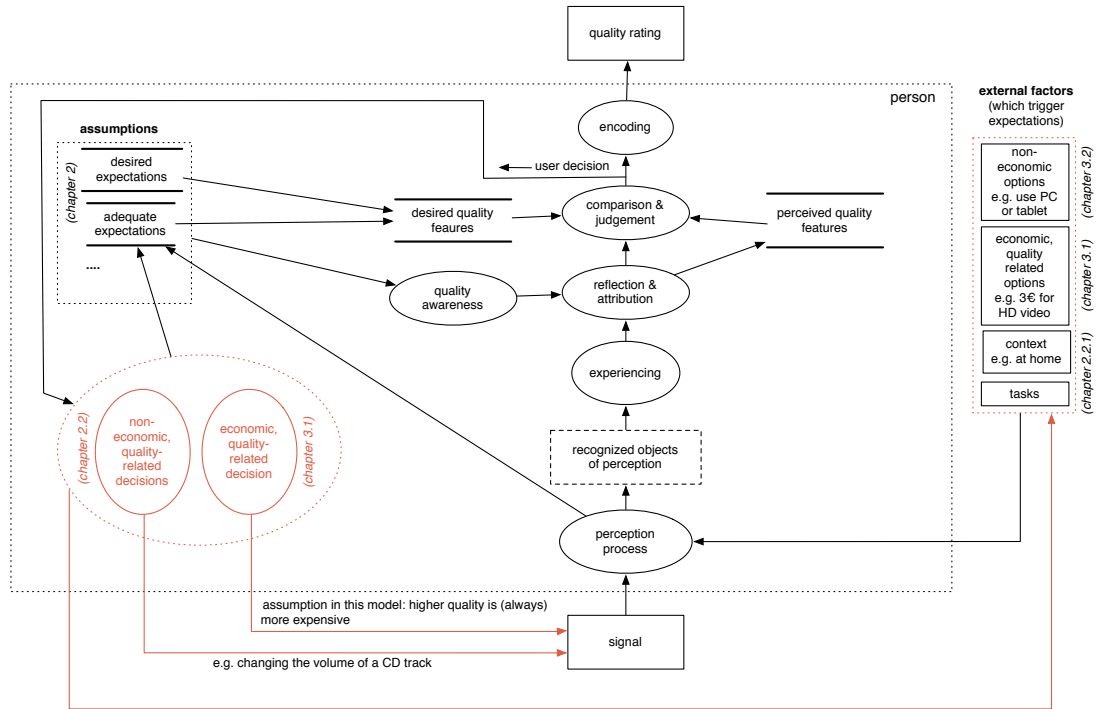 quality rating
person
external factors
(which trigger
expectations)
encoding
assumptions
(chapter 2)
desired
expectations
adequate
expectations
....
user decision
desired quality
feaures
comparison &
judgement
perceived quality
features
quality
awareness
reflection &
attribution
experiencing
recognized objects
of perception
perception
process
signal
non-
economic
options
e.g. use PC
or tablet
(chapter 3.2)
economic,
quality
related
options
e.g. 3€ for
HD video
(chapter 3.1)
context
e.g. at home
(chapter 2.2.1)
tasks
(chapter 2.2)
non-
economic,
quality-
related
decisions
economic,
quality-
related
decision
(chapter 3.1)
assumption in this model: higher quality is (always)
more expensive
e.g. changing the volume of a CD track